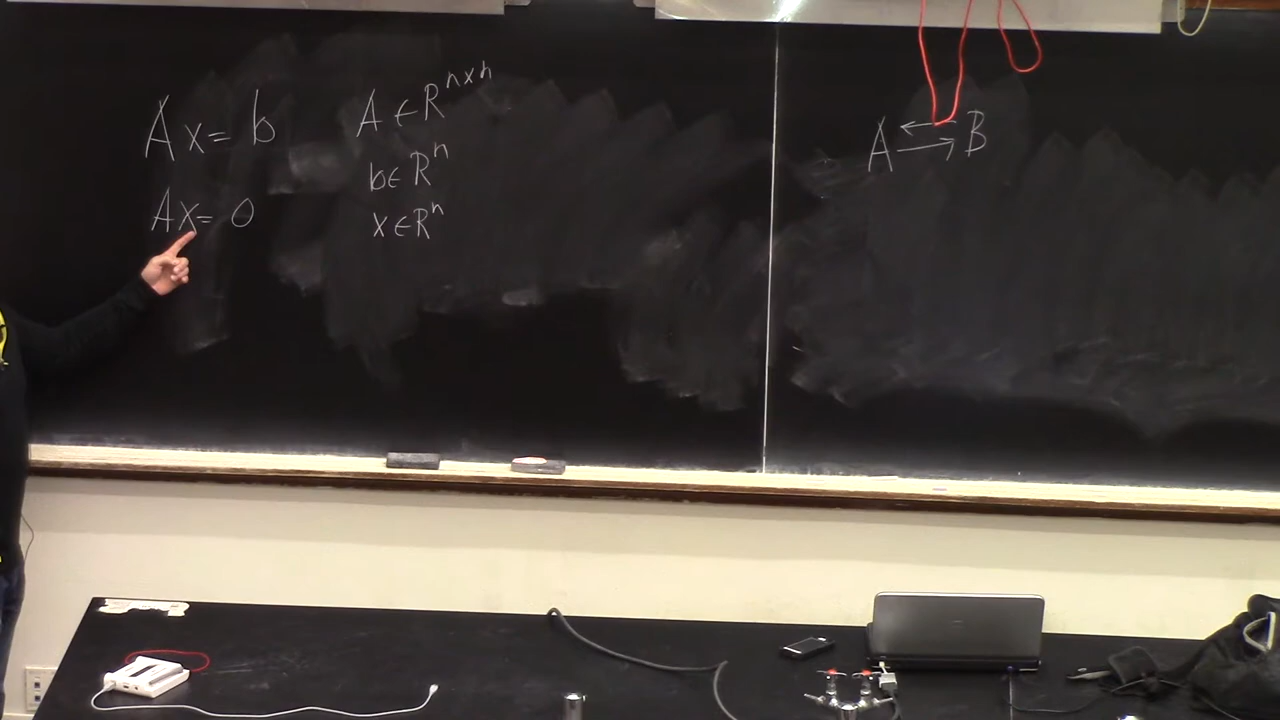 Ax = b
Ax = 0
A ∈ R^{n×n}
b ∈ R^n
x ∈ R^n
A ⇄ B